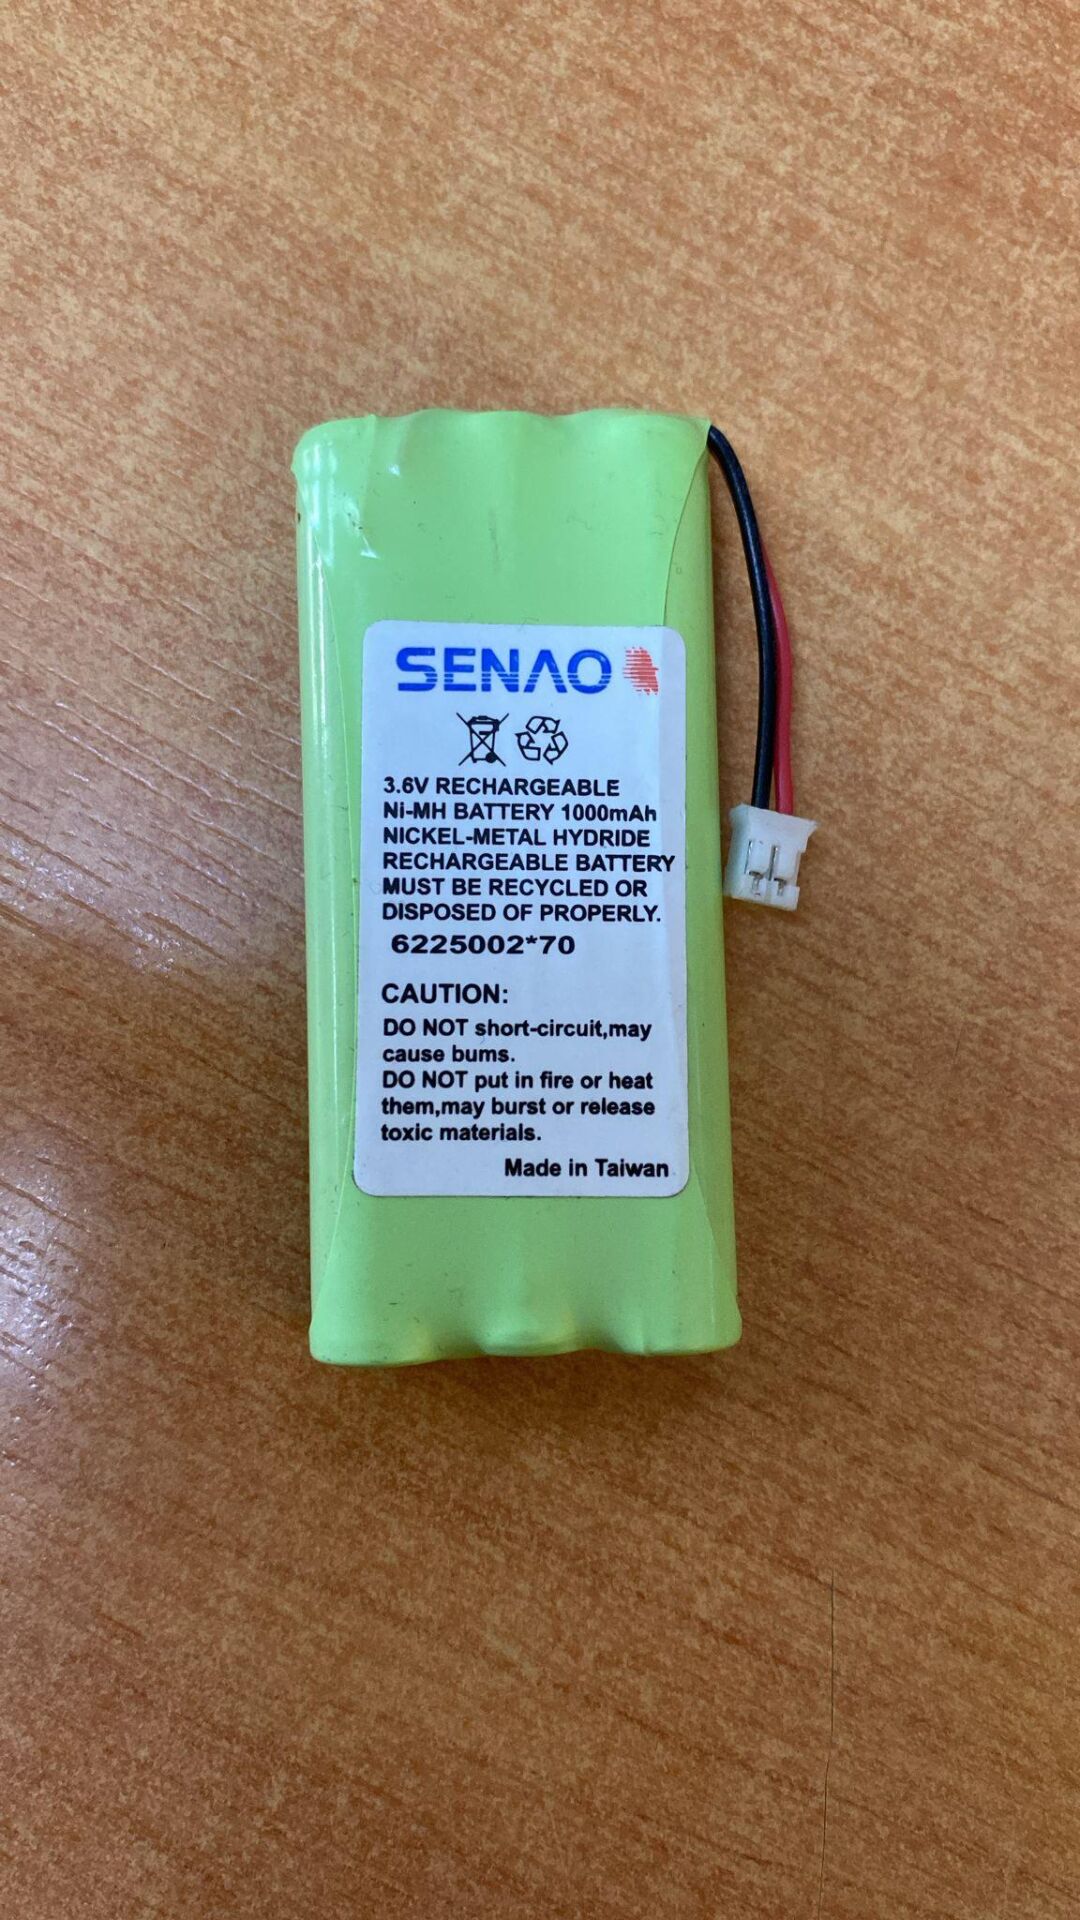 SENAO
3.6V RECHARGEABLE
Ni-MH BATTERY 1000mAh
NICKEL-METAL HYDRIDE
RECHARGEABLE BATTERY
MUST BE RECYCLED OR
DISPOSED OF PROPERLY.
6225002*70
CAUTION:
DO NOT short-circuit,may
cause bums.
DO NOT put in fire or heat
them,may burst or release
toxic materials.
Made in Taiwan